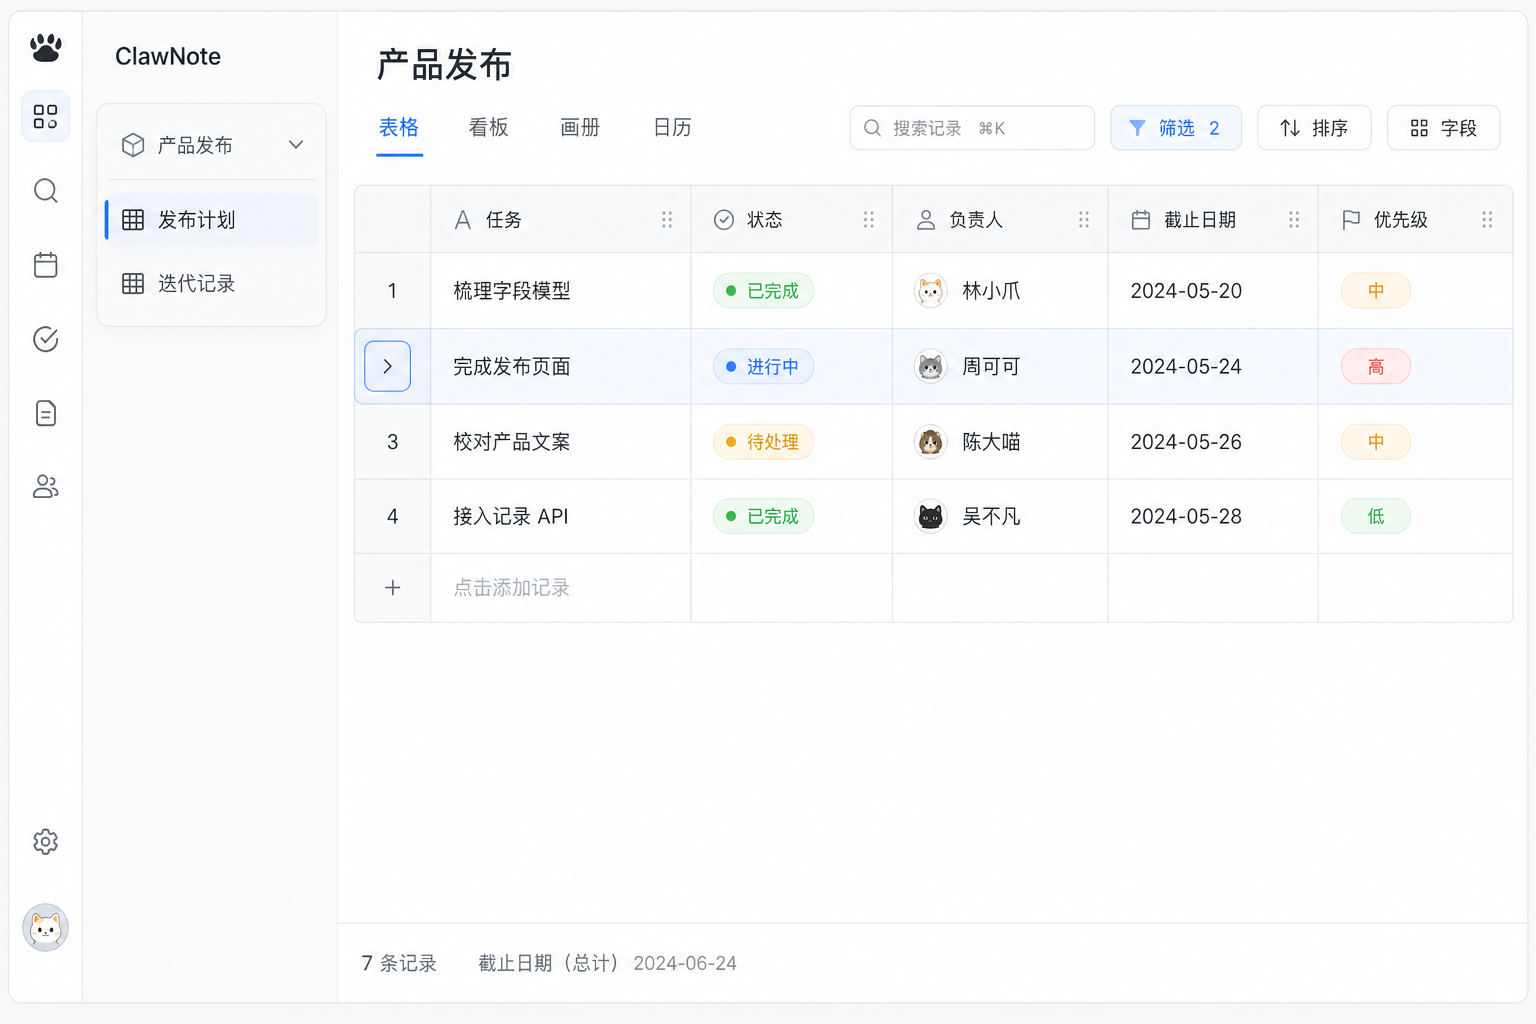 ClawNote
产品发布
发布计划
迭代记录
产品发布
表格 看板 画册 日历
搜索记录 ⌘K
筛选 2
排序
字段
任务 状态 负责人 截止日期 优先级
1 梳理字段模型 已完成 林小爪 2024-05-20 中
完成发布页面 进行中 周可可 2024-05-24 高
3 校对产品文案 待处理 陈大喵 2024-05-26 中
4 接入记录 API 已完成 吴不凡 2024-05-28 低
点击添加记录
7 条记录 截止日期（总计） 2024-06-24